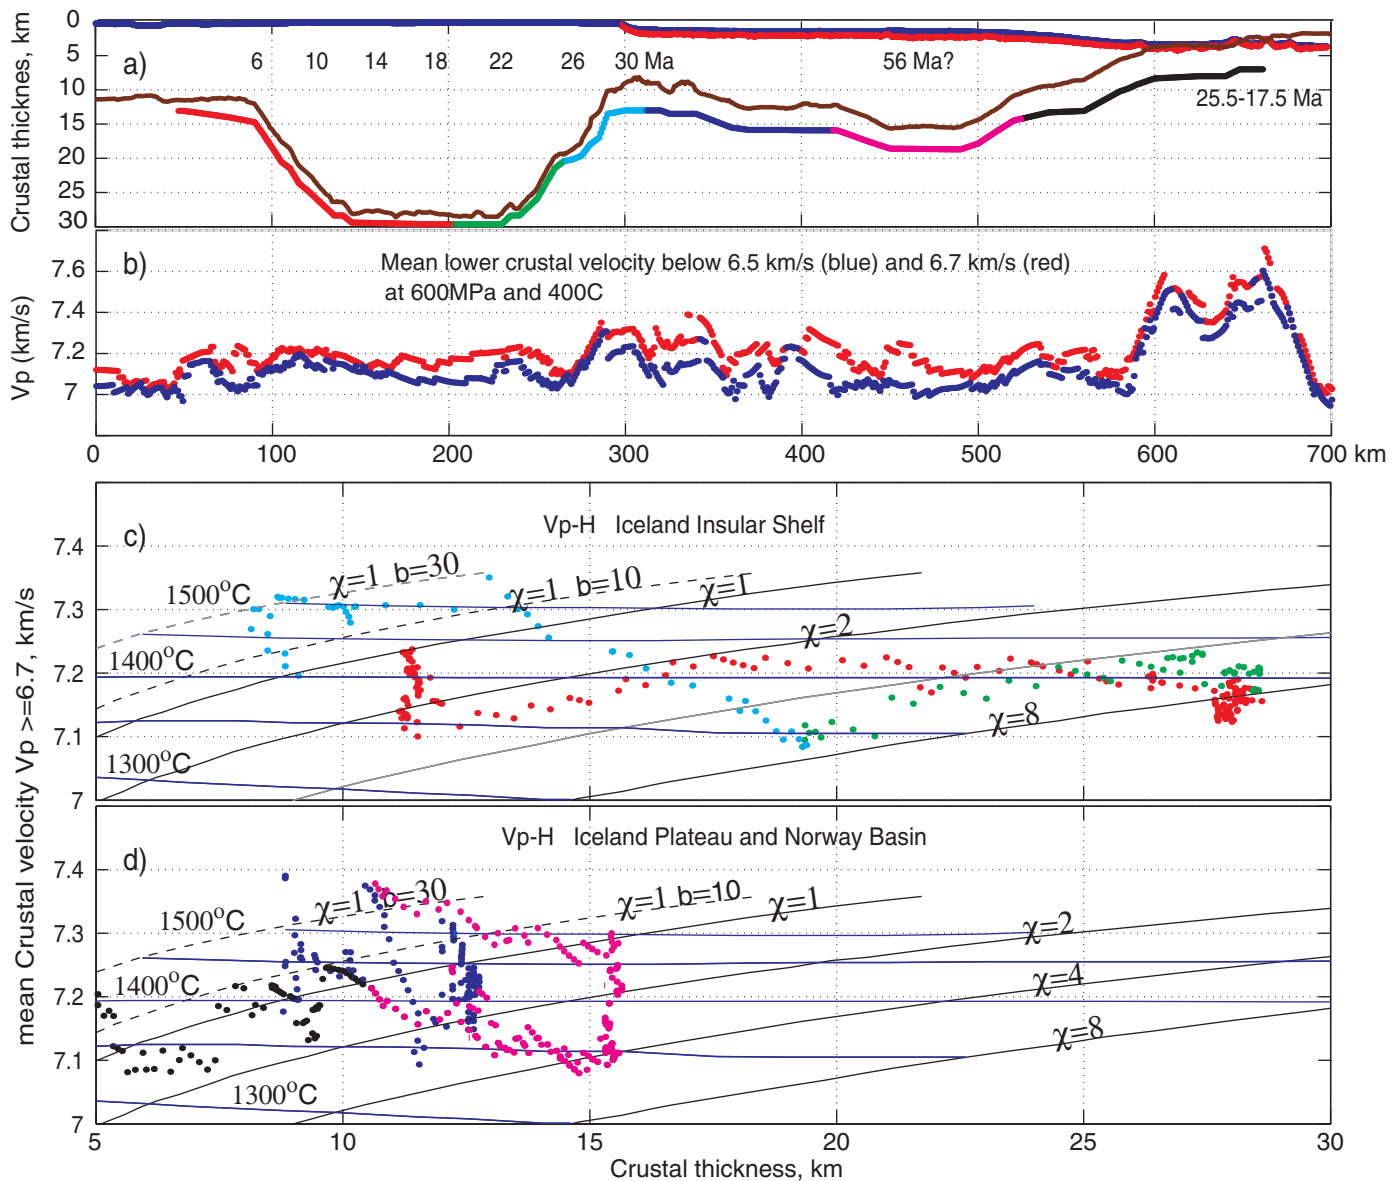 Crustal thicknes, km
0
5
10
15
20
25
30
a)
6 10 14 18 22 26 30 Ma 56 Ma?
25.5-17.5 Ma
Vp (km/s)
7.6
7.4
7.2
7
b)
Mean lower crustal velocity below 6.5 km/s (blue) and 6.7 km/s (red)
at 600MPa and 400C
0 100 200 300 400 500 600 700 km
mean Crustal velocity Vp >=6.7, km/s
7.4
7.3
7.2
7.1
7
c)
Vp-H Iceland Insular Shelf
1500°C
1400°C
1300°C
χ=1 b=30
χ=1 b=10
χ=1
χ=2
χ=8
7.4
7.3
7.2
7.1
7
d)
Vp-H Iceland Plateau and Norway Basin
1500°C
1400°C
1300°C
χ=1 b=30
χ=1 b=10
χ=1
χ=2
χ=4
χ=8
5 10 15 20 25 30
Crustal thickness, km